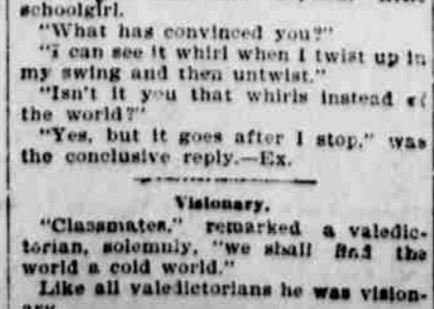 schoolgirl.
"What has convinced you?"
"I can see it whirl when I twist up in
my swing and then untwist."
"Isn't it you that whirls instead of
the world?"
"Yes, but it goes after I stop," was
the conclusive reply.—Ex.
Visionary.
"Classmates," remarked a valedic-
torian, solemnly, "we shall find the
world a cold world."
Like all valedictorians he was vision-
ary.